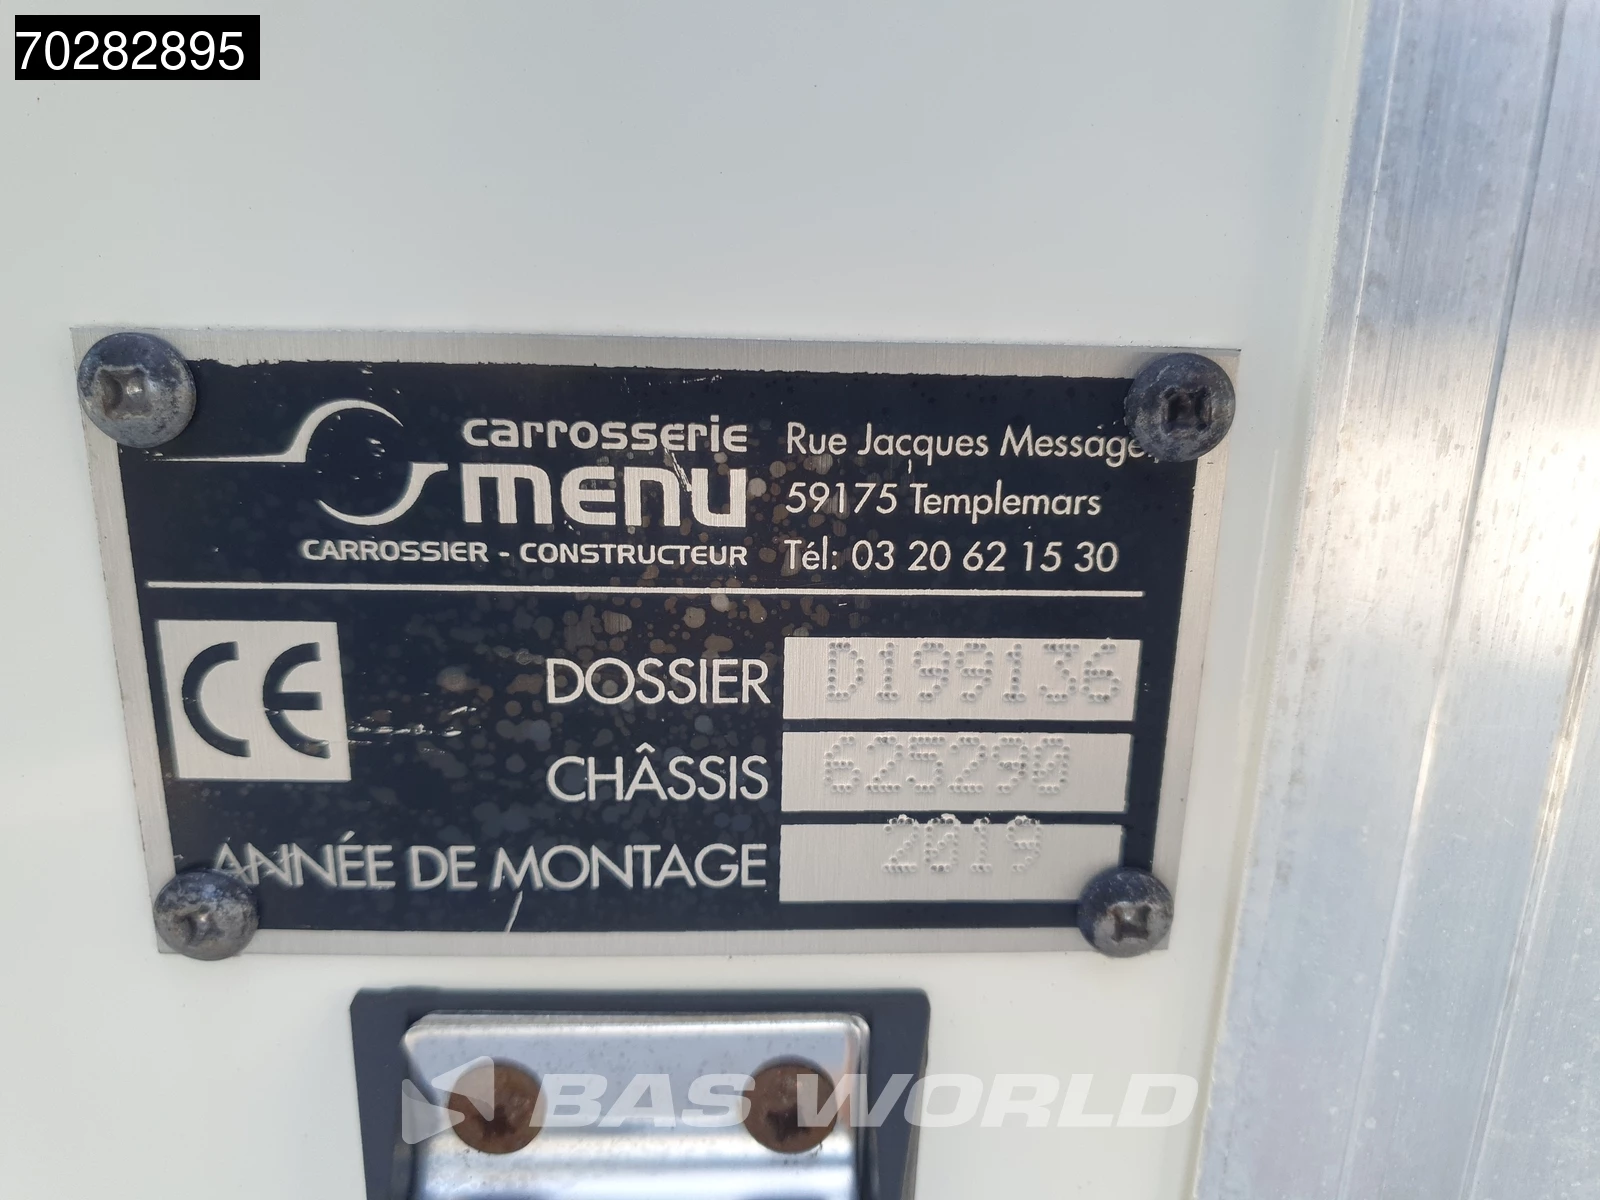 70282895
carrosserie
menu
CARROSSIER - CONSTRUCTEUR
Rue Jacques
59175 Templemars
Tél: 03 20 62 15 30
CE
DOSSIER D199136
CHÂSSIS 625290
ANNÉE DE MONTAGE 2019
BAS WORLD